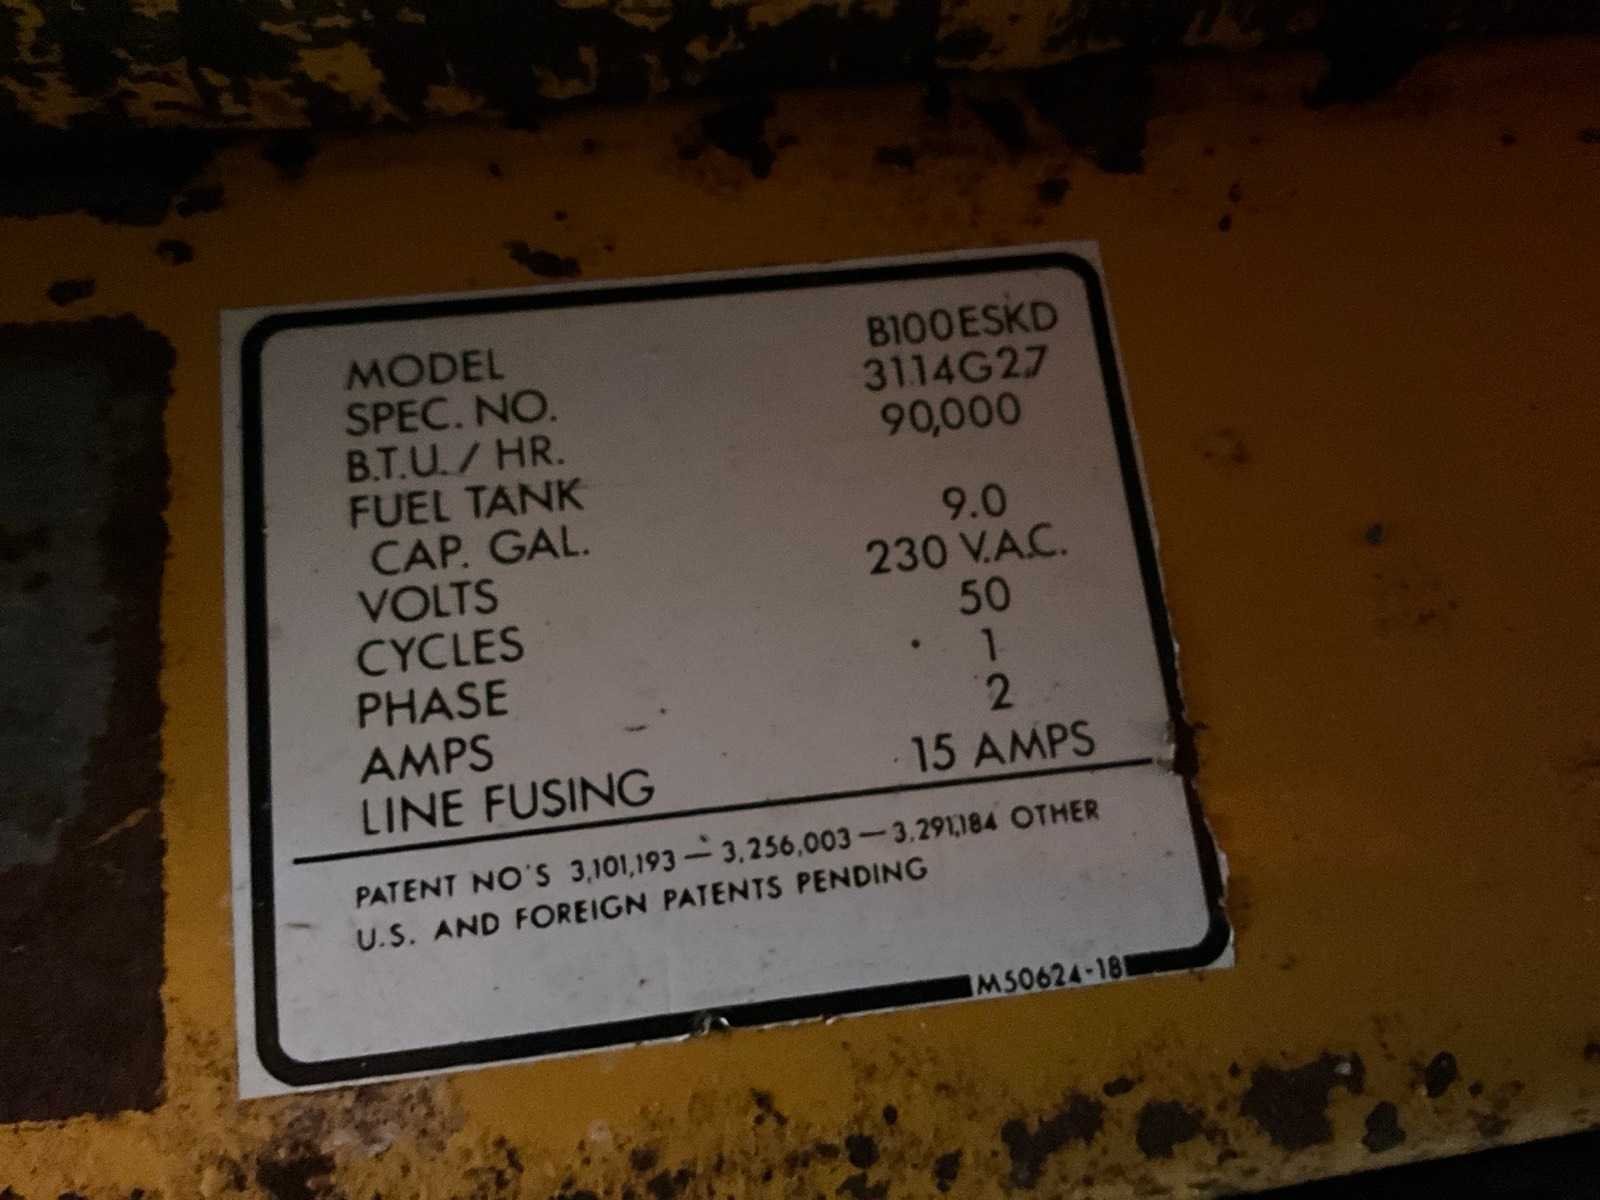 MODEL B100ESKD
SPEC. NO. 3114G27
B.T.U. / HR. 90,000
FUEL TANK
CAP. GAL. 9.0
VOLTS 230 V.A.C.
CYCLES 50
PHASE 1
AMPS 2
LINE FUSING 15 AMPS
PATENT NO'S 3,101,193 — 3,256,003 — 3,291,184 OTHER
U.S. AND FOREIGN PATENTS PENDING
M50624-18